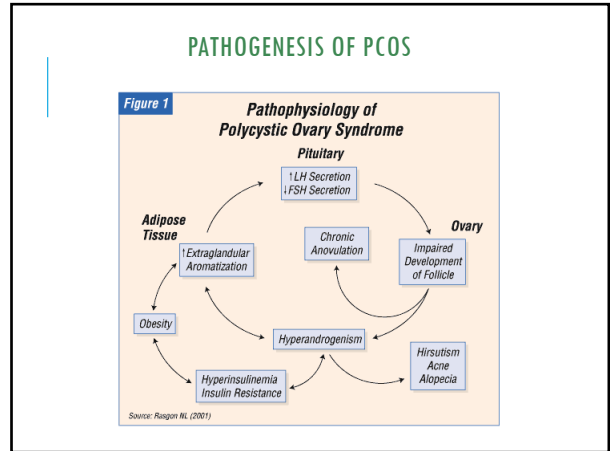 PATHOGENESIS OF PCOS
Figure 1
Pathophysiology of
Polycystic Ovary Syndrome
Pituitary
↑LH Secretion
↓FSH Secretion
Adipose
Tissue
Ovary
↑Extraglandular
Aromatization
Chronic
Anovulation
Impaired
Development
of Follicle
Obesity
Hyperandrogenism
Hirsutism
Acne
Alopecia
Hyperinsulinemia
Insulin Resistance
Source: Rasgon NL (2001)